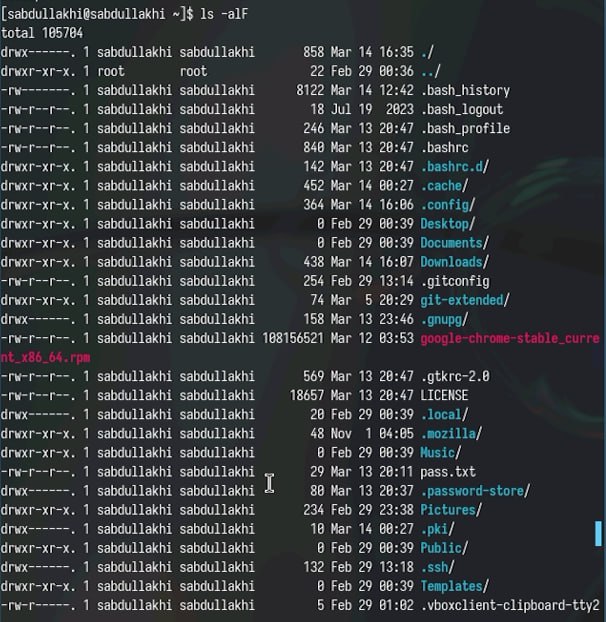 [sabdullakhi@sabdullakhi ~]$ ls -alF
total 105704
drwx------. 1 sabdullakhi sabdullakhi       858 Mar 14 16:35 ./
drwxr-xr-x. 1 root        root               22 Feb 29 00:36 ../
-rw-------. 1 sabdullakhi sabdullakhi      8122 Mar 14 12:42 .bash_history
-rw-r--r--. 1 sabdullakhi sabdullakhi        18 Jul 19  2023 .bash_logout
-rw-r--r--. 1 sabdullakhi sabdullakhi       246 Mar 13 20:47 .bash_profile
-rw-r--r--. 1 sabdullakhi sabdullakhi       840 Mar 13 20:47 .bashrc
drwxr-xr-x. 1 sabdullakhi sabdullakhi       142 Mar 13 20:47 .bashrc.d/
drwxr-xr-x. 1 sabdullakhi sabdullakhi       452 Mar 14 00:27 .cache/
drwxr-xr-x. 1 sabdullakhi sabdullakhi       364 Mar 14 16:06 .config/
drwxr-xr-x. 1 sabdullakhi sabdullakhi         0 Feb 29 00:39 Desktop/
drwxr-xr-x. 1 sabdullakhi sabdullakhi         0 Feb 29 00:39 Documents/
drwxr-xr-x. 1 sabdullakhi sabdullakhi       438 Mar 14 16:07 Downloads/
-rw-r--r--. 1 sabdullakhi sabdullakhi       254 Feb 29 13:14 .gitconfig
drwxr-xr-x. 1 sabdullakhi sabdullakhi        74 Mar  5 20:29 git-extended/
drwx------. 1 sabdullakhi sabdullakhi       158 Mar 13 23:46 .gnupg/
-rw-r--r--. 1 sabdullakhi sabdullakhi 108156521 Mar 12 03:53 google-chrome-stable_curre
nt_x86_64.rpm
-rw-r--r--. 1 sabdullakhi sabdullakhi       569 Mar 13 20:47 .gtkrc-2.0
-rw-r--r--. 1 sabdullakhi sabdullakhi     18657 Mar 13 20:47 LICENSE
drwx------. 1 sabdullakhi sabdullakhi        20 Feb 29 00:39 .local/
drwxr-xr-x. 1 sabdullakhi sabdullakhi        48 Nov  1 04:05 .mozilla/
drwxr-xr-x. 1 sabdullakhi sabdullakhi         0 Feb 29 00:39 Music/
-rw-r--r--. 1 sabdullakhi sabdullakhi        29 Mar 13 20:11 pass.txt
drwx------. 1 sabdullakhi sabdullakhi        80 Mar 13 20:37 .password-store/
drwxr-xr-x. 1 sabdullakhi sabdullakhi       234 Feb 29 23:38 Pictures/
drwx------. 1 sabdullakhi sabdullakhi        10 Mar 14 00:27 .pki/
drwxr-xr-x. 1 sabdullakhi sabdullakhi         0 Feb 29 00:39 Public/
drwx------. 1 sabdullakhi sabdullakhi       132 Feb 29 13:18 .ssh/
drwxr-xr-x. 1 sabdullakhi sabdullakhi         0 Feb 29 00:39 Templates/
-rw-r-----. 1 sabdullakhi sabdullakhi         5 Feb 29 01:02 .vboxclient-clipboard-tty2